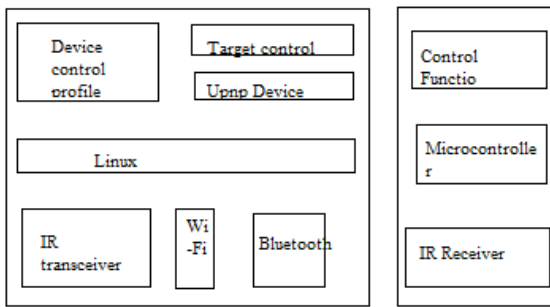 Device
control
profile
Target control
Upnp Device
Linux
IR
transceiver
Wi
-Fi
Bluetooth
Control
Functio
Microcontrolle
r
IR Receiver